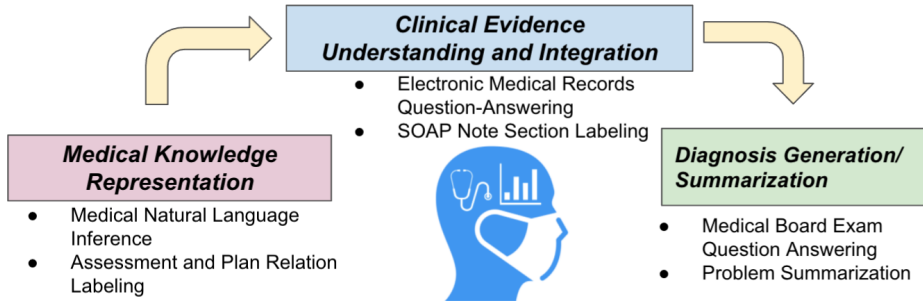 Clinical Evidence
Understanding and Integration
● Electronic Medical Records
Question-Answering
● SOAP Note Section Labeling
Medical Knowledge
Representation
● Medical Natural Language
Inference
● Assessment and Plan Relation
Labeling
Diagnosis Generation/
Summarization
● Medical Board Exam
Question Answering
● Problem Summarization